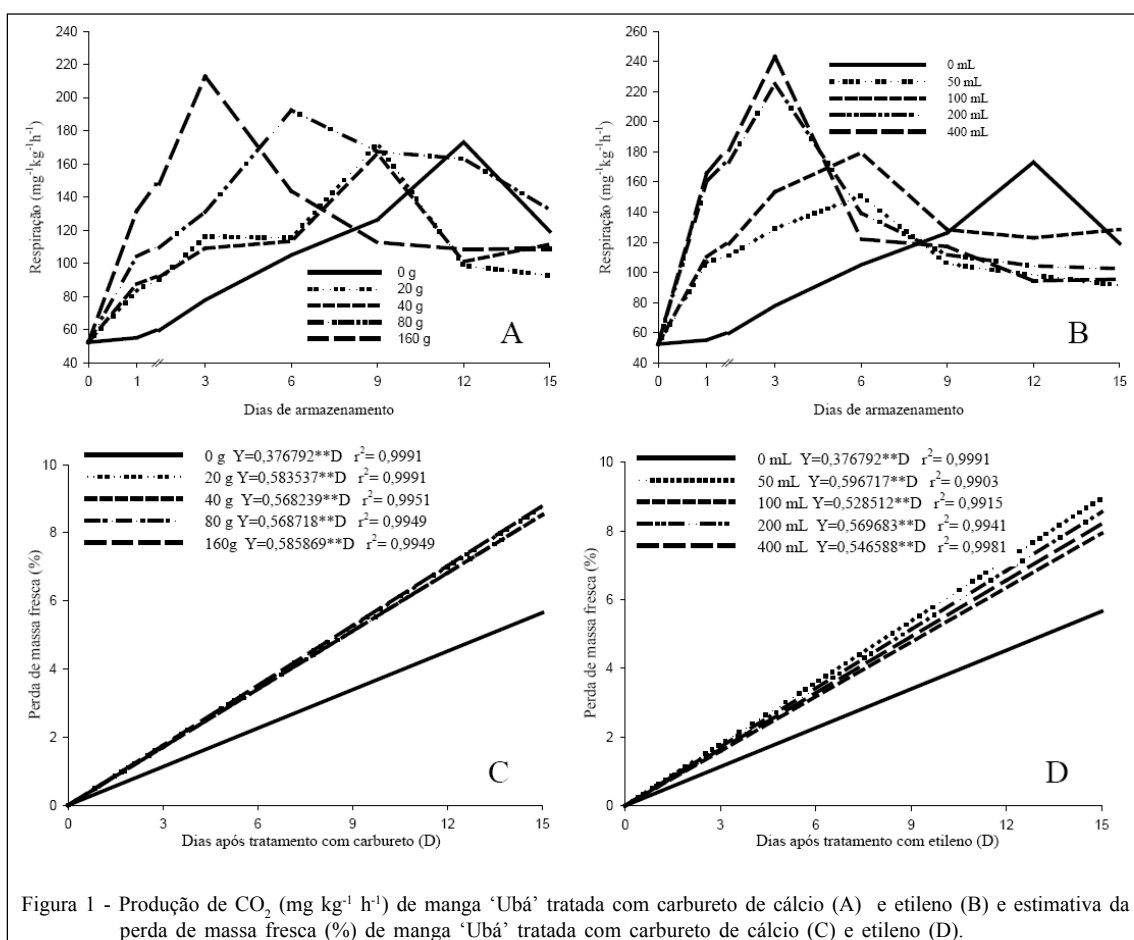 240
220
200
180
160
140
120
100
80
60
40
Respiração (mg⁻¹kg⁻¹h⁻¹)
0 g
20 g
40 g
80 g
160 g
A
0 1 3 6 9 12 15
Dias de armazenamento
260
240
220
200
180
160
140
120
100
80
60
40
Respiração (mg⁻¹kg⁻¹h⁻¹)
0 mL
50 mL
100 mL
200 mL
400 mL
B
0 1 3 6 9 12 15
Dias de armazenamento
10
8
6
4
2
0
Perda de massa fresca (%)
0 g Y=0,376792**D r²= 0,9991
20 g Y=0,583537**D r²= 0,9991
40 g Y=0,568239**D r²= 0,9951
80 g Y=0,568718**D r²= 0,9949
160g Y=0,585869**D r²= 0,9949
C
0 3 6 9 12 15
Dias após tratamento com carbureto (D)
10
8
6
4
2
0
Perda de massa fresca (%)
0 mL Y=0,376792**D r²= 0,9991
50 mL Y=0,596717**D r²= 0,9903
100 mL Y=0,528512**D r²= 0,9915
200 mL Y=0,569683**D r²= 0,9941
400 mL Y=0,546588**D r²= 0,9981
D
0 3 6 9 12 15
Dias após tratamento com etileno (D)
Figura 1 - Produção de CO₂ (mg kg⁻¹ h⁻¹) de manga ‘Ubá’ tratada com carbureto de cálcio (A) e etileno (B) e estimativa da
perda de massa fresca (%) de manga ‘Ubá’ tratada com carbureto de cálcio (C) e etileno (D).